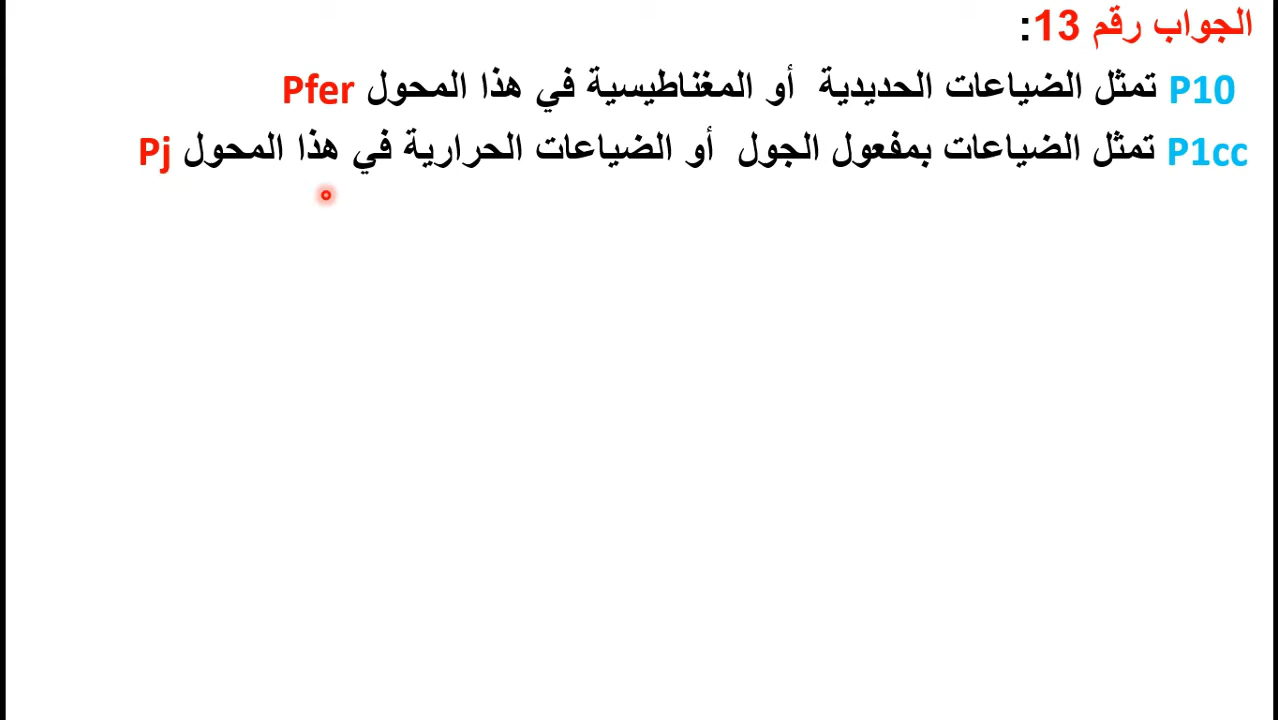 الجواب رقم 13:
P10 تمثل الضياعات الحديدية أو المغناطيسية في هذا المحول Pfer
P1cc تمثل الضياعات بمفعول الجول أو الضياعات الحرارية في هذا المحول Pj